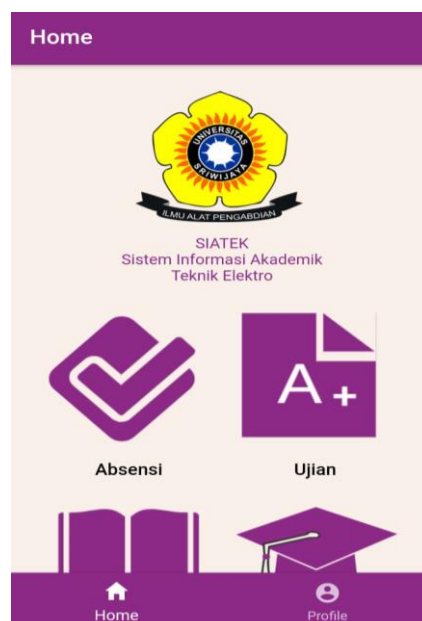 Home
UNIVERSITAS
SRIWIJAYA
ILMU ALAT PENGABDIAN
SIATEK
Sistem Informasi Akademik
Teknik Elektro
A+
Absensi
Ujian
Home
Profile